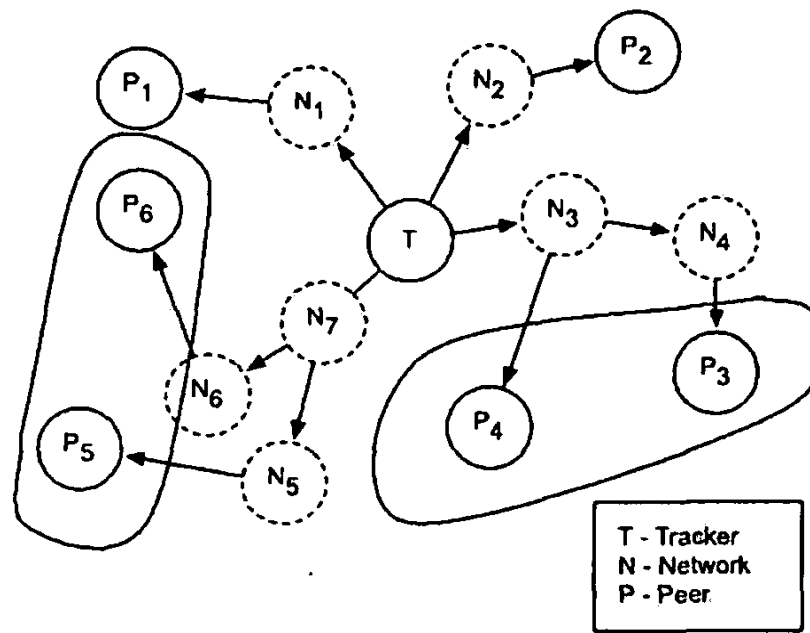 P1
N1
N2
P2
P6
T
N3
N4
N7
N6
P3
P4
P5
N5
T - Tracker
N - Network
P - Peer